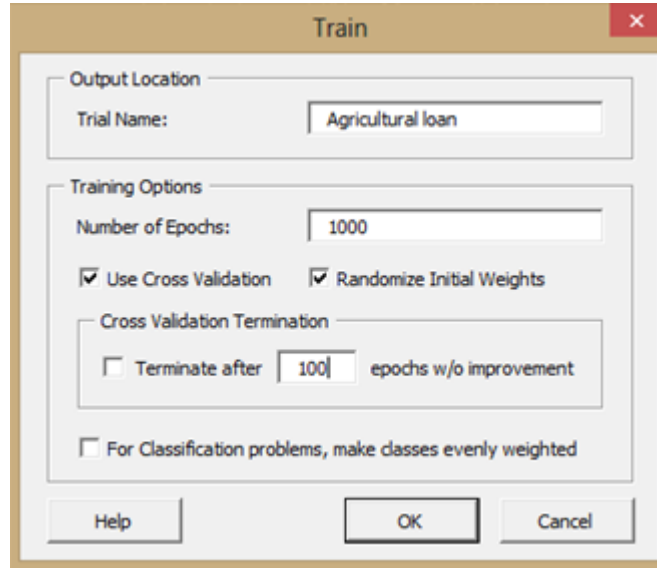 Train
Output Location
Trial Name: Agricultural loan
Training Options
Number of Epochs: 1000
Use Cross Validation Randomize Initial Weights
Cross Validation Termination
Terminate after 100 epochs w/o improvement
For Classification problems, make classes evenly weighted
Help OK Cancel